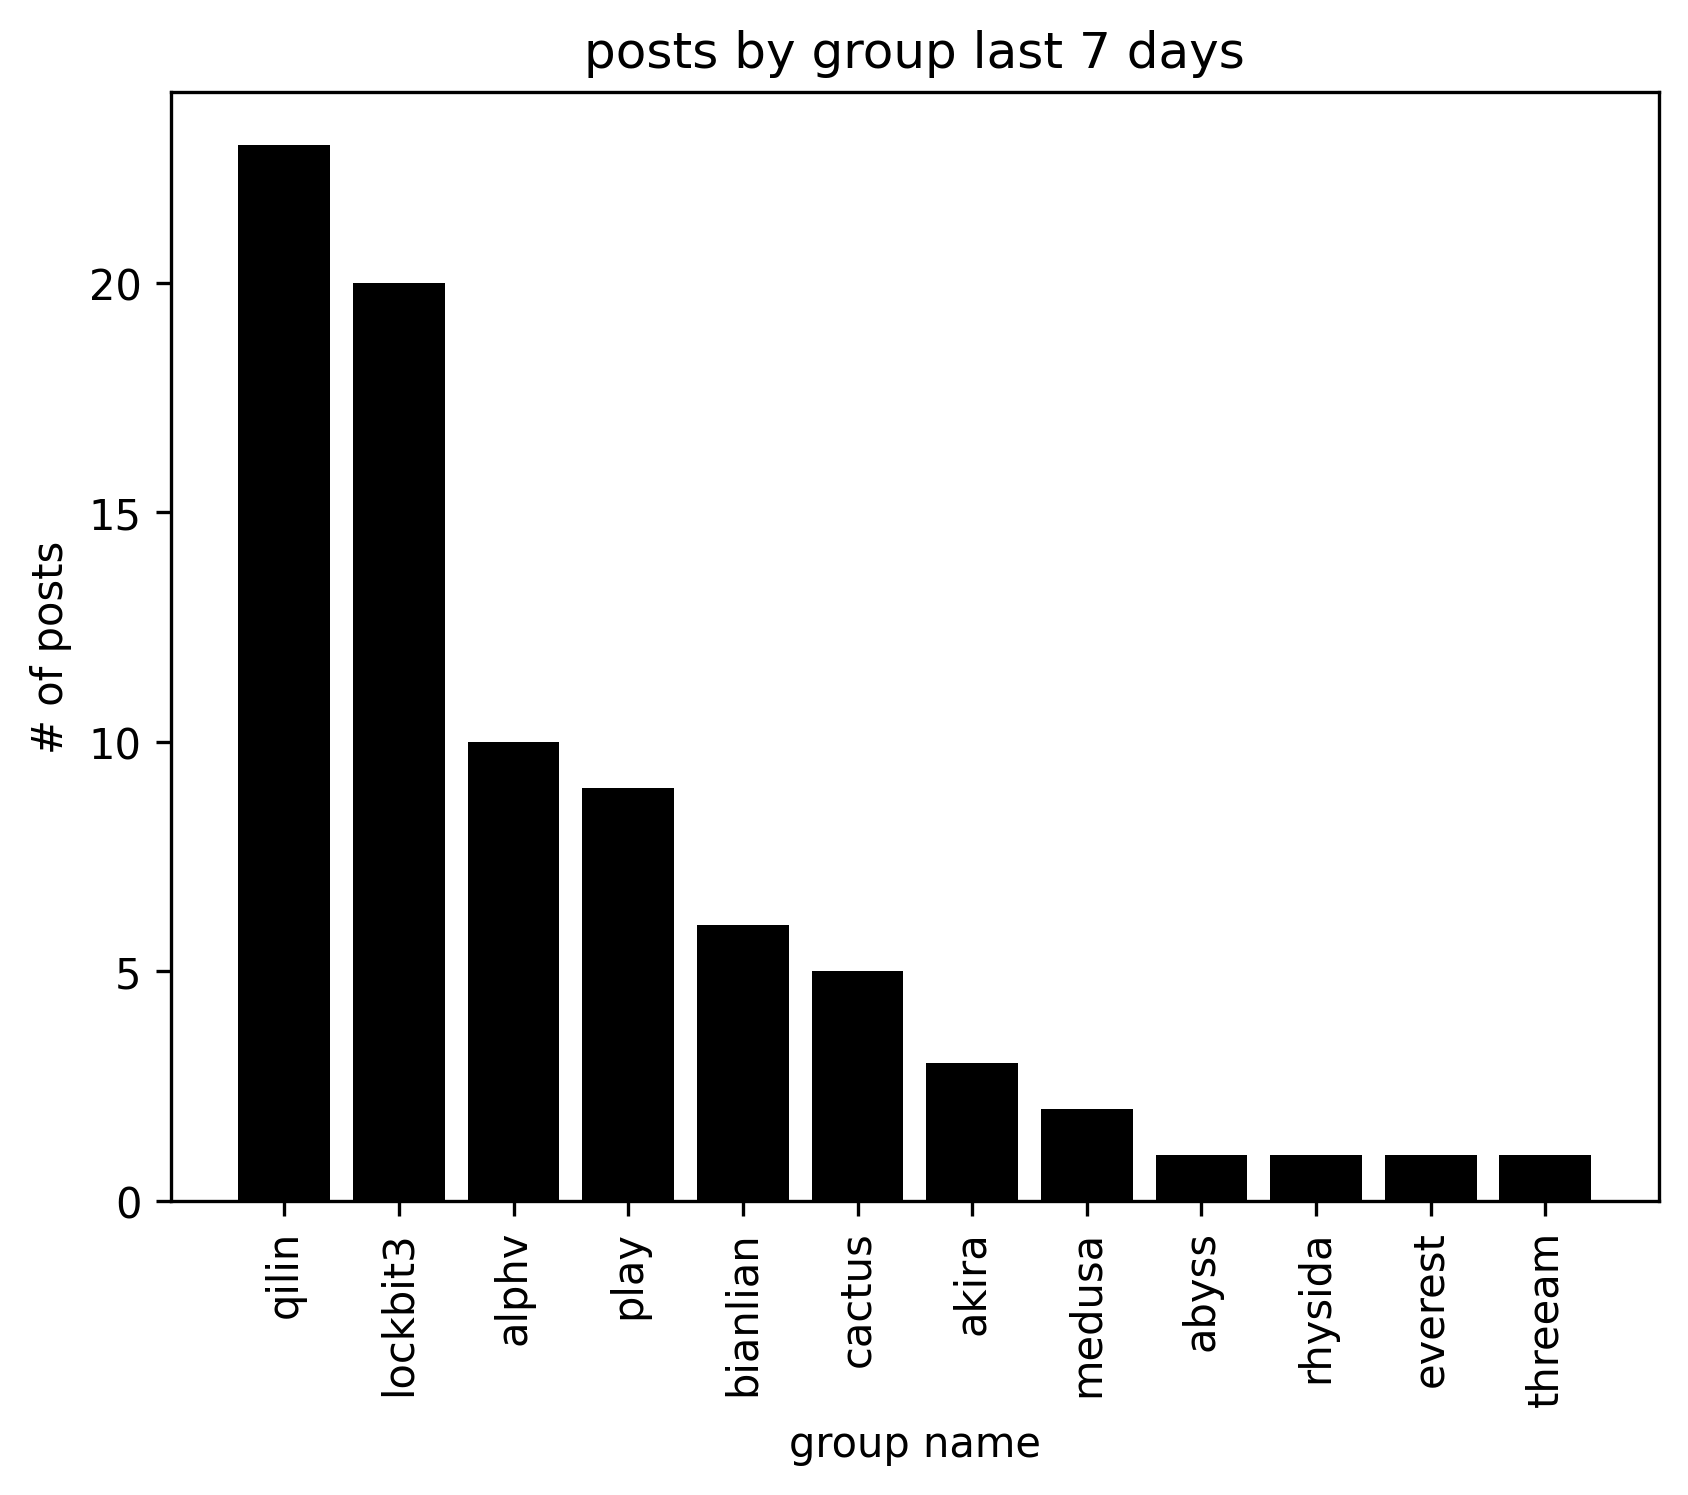 posts by group last 7 days
# of posts
20
15
10
5
0
qilin
lockbit3
alphv
play
bianlian
cactus
akira
medusa
abyss
rhysida
everest
threeam
group name